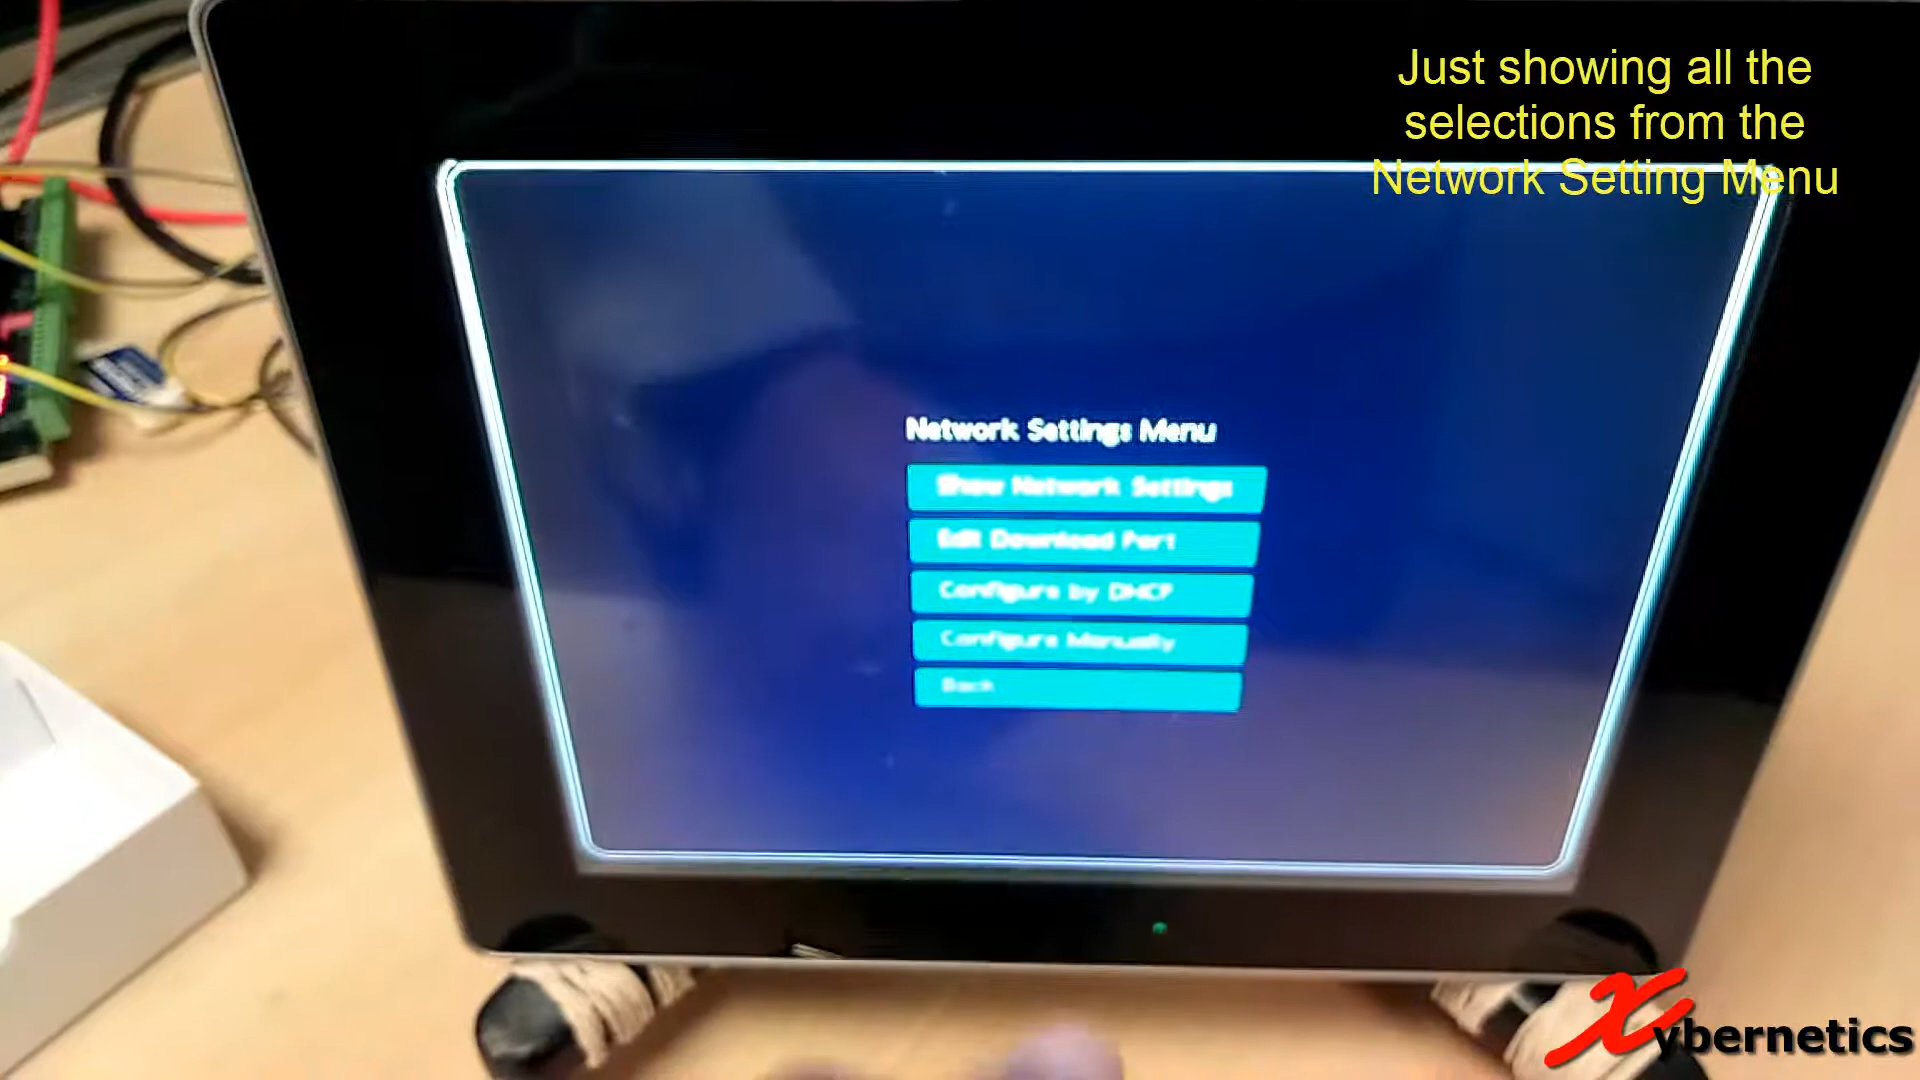 Just showing all the
selections from the
Network Setting Menu
Network Settings Menu
Show Network Settings
Edit Download Port
Configure by DHCP
Configure Manually
Back
Xybernetics